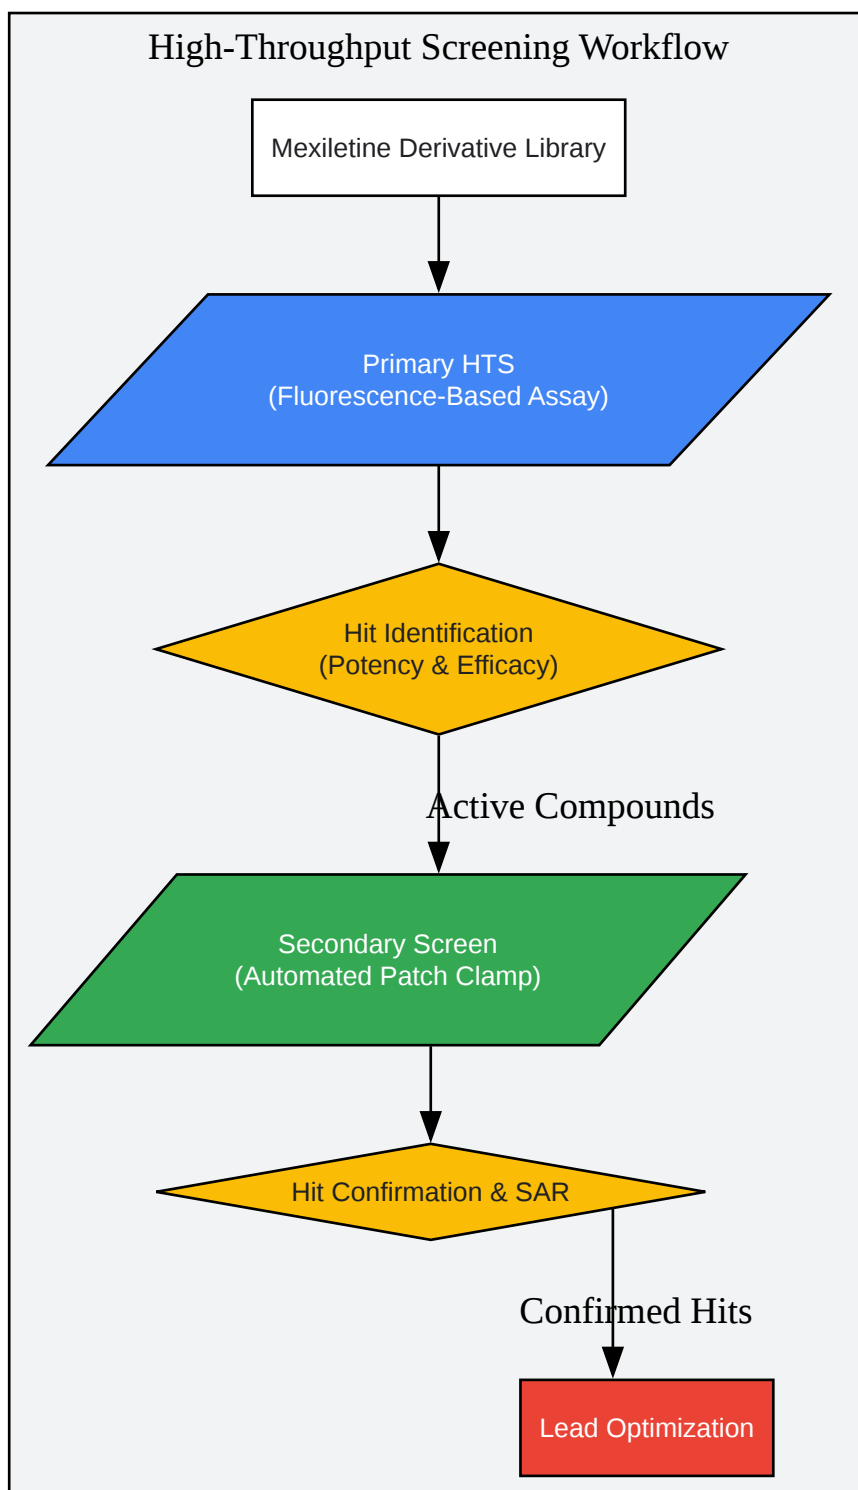 High-Throughput Screening Workflow
Mexiletine Derivative Library
Primary HTS
(Fluorescence-Based Assay)
Hit Identification
(Potency & Efficacy)
Active Compounds
Secondary Screen
(Automated Patch Clamp)
Hit Confirmation & SAR
Confirmed Hits
Lead Optimization